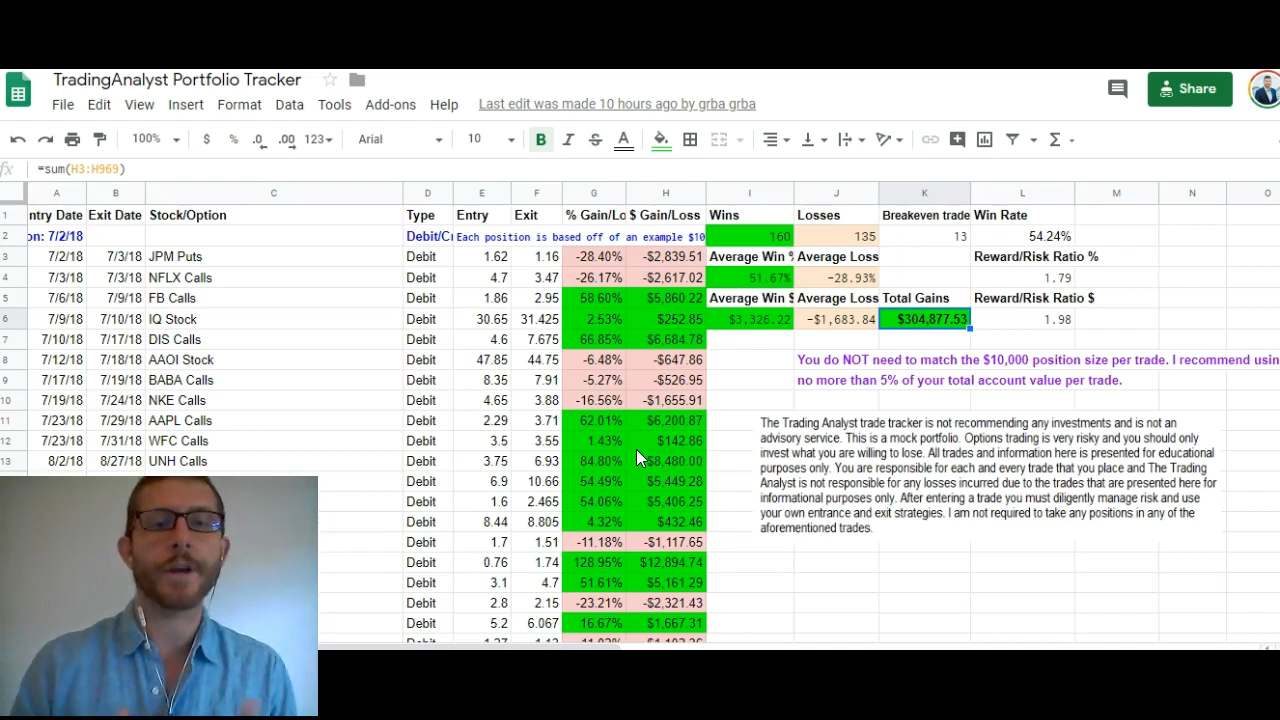 TradingAnalyst Portfolio Tracker
File Edit View Insert Format Data Tools Add-ons Help Last edit was made 10 hours ago by grba grba
Share
100% $ % .0 .00 123 Arial 10 B I S A
fx =sum(H3:H969)
A B C D E F G H I J K L M N O
1 ntry Date Exit Date Stock/Option Type Entry Exit % Gain/Lo $ Gain/Loss Wins Losses Breakeven trade Win Rate
2 on: 7/2/18 Debit/Cr Each position is based off of an example $10 160 135 13 54.24%
3 7/2/18 7/3/18 JPM Puts Debit 1.62 1.16 -28.40% -$2,839.51 Average Win % Average Loss Reward/Risk Ratio %
4 7/3/18 7/3/18 NFLX Calls Debit 4.7 3.47 -26.17% -$2,617.02 51.67% -28.93% 1.79
5 7/6/18 7/9/18 FB Calls Debit 1.86 2.95 58.60% $5,860.22 Average Win $ Average Loss Total Gains Reward/Risk Ratio $
6 7/9/18 7/10/18 IQ Stock Debit 30.65 31.425 2.53% $252.85 $3,326.22 -$1,683.84 $304,877.53 1.98
7 7/10/18 7/17/18 DIS Calls Debit 4.6 7.675 66.85% $6,684.78
8 7/12/18 7/18/18 AAOI Stock Debit 47.85 44.75 -6.48% -$647.86 You do NOT need to match the $10,000 position size per trade. I recommend usin
9 7/17/18 7/19/18 BABA Calls Debit 8.35 7.91 -5.27% -$526.95 no more than 5% of your total account value per trade.
10 7/19/18 7/24/18 NKE Calls Debit 4.65 3.88 -16.56% -$1,655.91
11 7/23/18 7/29/18 AAPL Calls Debit 2.29 3.71 62.01% $6,200.87
12 7/23/18 7/31/18 WFC Calls Debit 3.5 3.55 1.43% $142.86
13 8/2/18 8/27/18 UNH Calls Debit 3.75 6.93 84.80% $8,480.00
Debit 6.9 10.66 54.49% $5,449.28
Debit 1.6 2.465 54.06% $5,406.25
Debit 8.44 8.805 4.32% $432.46
Debit 1.7 1.51 -11.18% -$1,117.65
Debit 0.76 1.74 128.95% $12,894.74
Debit 3.1 4.7 51.61% $5,161.29
Debit 2.8 2.15 -23.21% -$2,321.43
Debit 5.2 6.067 16.67% $1,667.31
The Trading Analyst trade tracker is not recommending any investments and is not an
advisory service. This is a mock portfolio. Options trading is very risky and you should only
invest what you are willing to lose. All trades and information here is presented for educational
purposes only. You are responsible for each and every trade that you place and The Trading
Analyst is not responsible for any losses incurred due to the trades that are presented here for
informational purposes only. After entering a trade you must diligently manage risk and use
your own entrance and exit strategies. I am not required to take any positions in any of the
aforementioned trades.